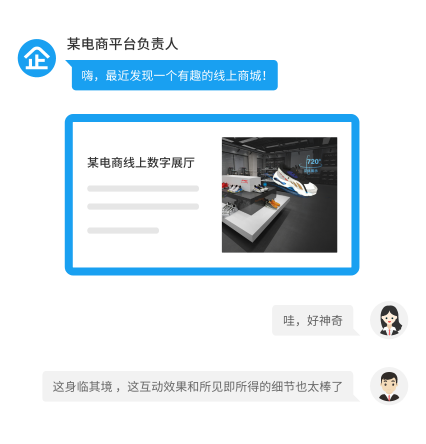 某电商平台负责人
企
嗨，最近发现一个有趣的线上商城！
某电商线上数字展厅
720°
哇，好神奇
这身临其境，这互动效果和所见即所得的细节也太棒了